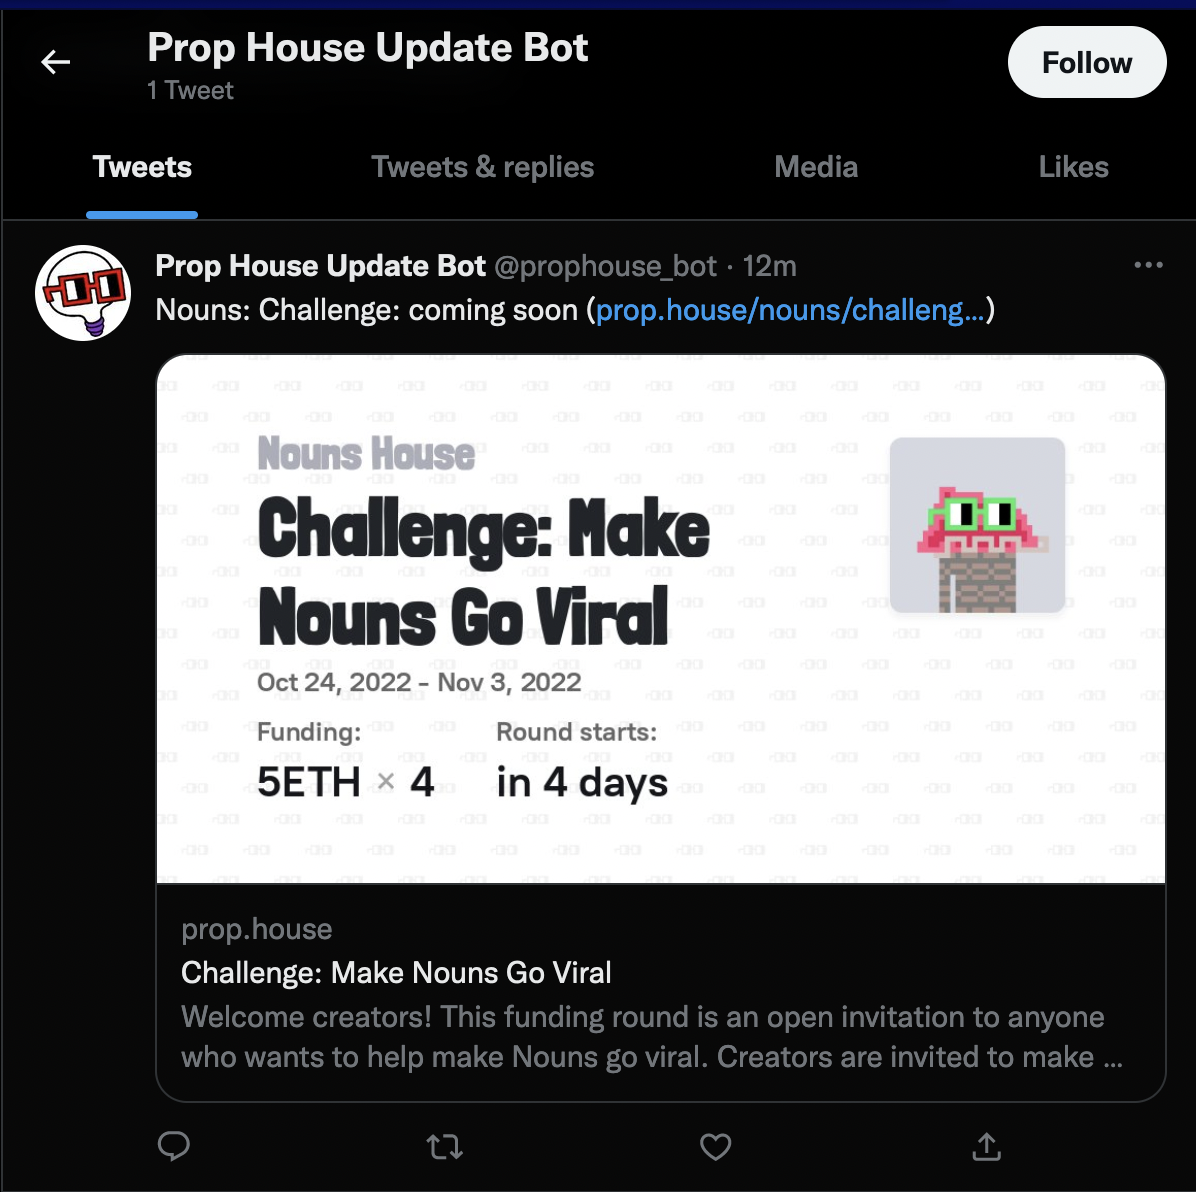 Prop House Update Bot
1 Tweet
Follow
Tweets
Tweets & replies
Media
Likes
Prop House Update Bot @prophouse_bot · 12m
Nouns: Challenge: coming soon (prop.house/nouns/challeng...)
Nouns House
Challenge: Make
Nouns Go Viral
Oct 24, 2022 - Nov 3, 2022
Funding:
Round starts:
5ETH × 4
in 4 days
prop.house
Challenge: Make Nouns Go Viral
Welcome creators! This funding round is an open invitation to anyone
who wants to help make Nouns go viral. Creators are invited to make ...